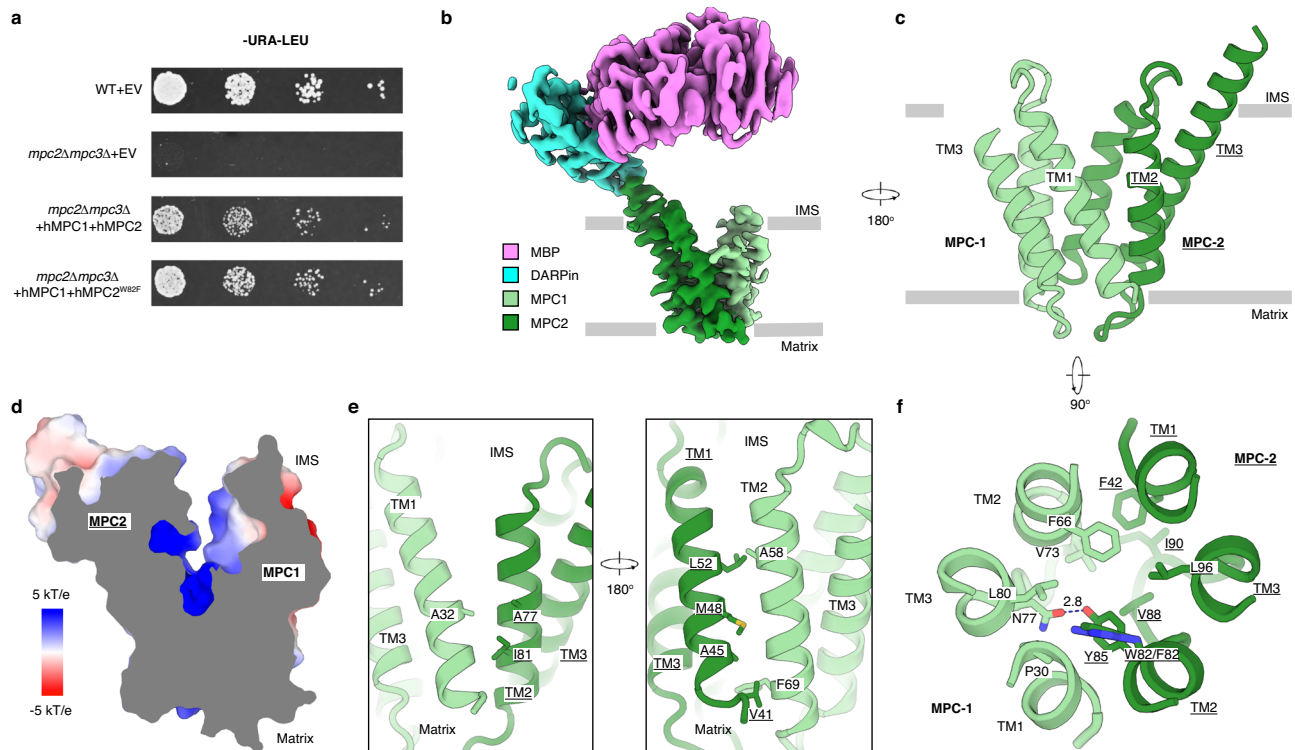 a
-URA-LEU
WT+EV
mpc2Δmpc3Δ+EV
mpc2Δmpc3Δ
+hMPC1+hMPC2
mpc2Δmpc3Δ
+hMPC1+hMPC2W82F
b
IMS
MBP
DARPin
MPC1
MPC2
Matrix
180°
c
IMS
TM3
TM3
TM1
TM2
MPC-1
MPC-2
Matrix
90°
d
IMS
MPC2
MPC1
5 kT/e
-5 kT/e
Matrix
e
IMS
TM1
A32
A77
TM3
I81
TM3
TM2
Matrix
180°
IMS
TM1
TM2
A58
L52
M48
TM3
A45
TM3
F69
V41
Matrix
f
TM1
MPC-2
TM2
F42
F66
V73
I90
L96
TM3
L80
TM3
2.8
N77
V88
Y85
W82/F82
P30
MPC-1
TM1
TM2